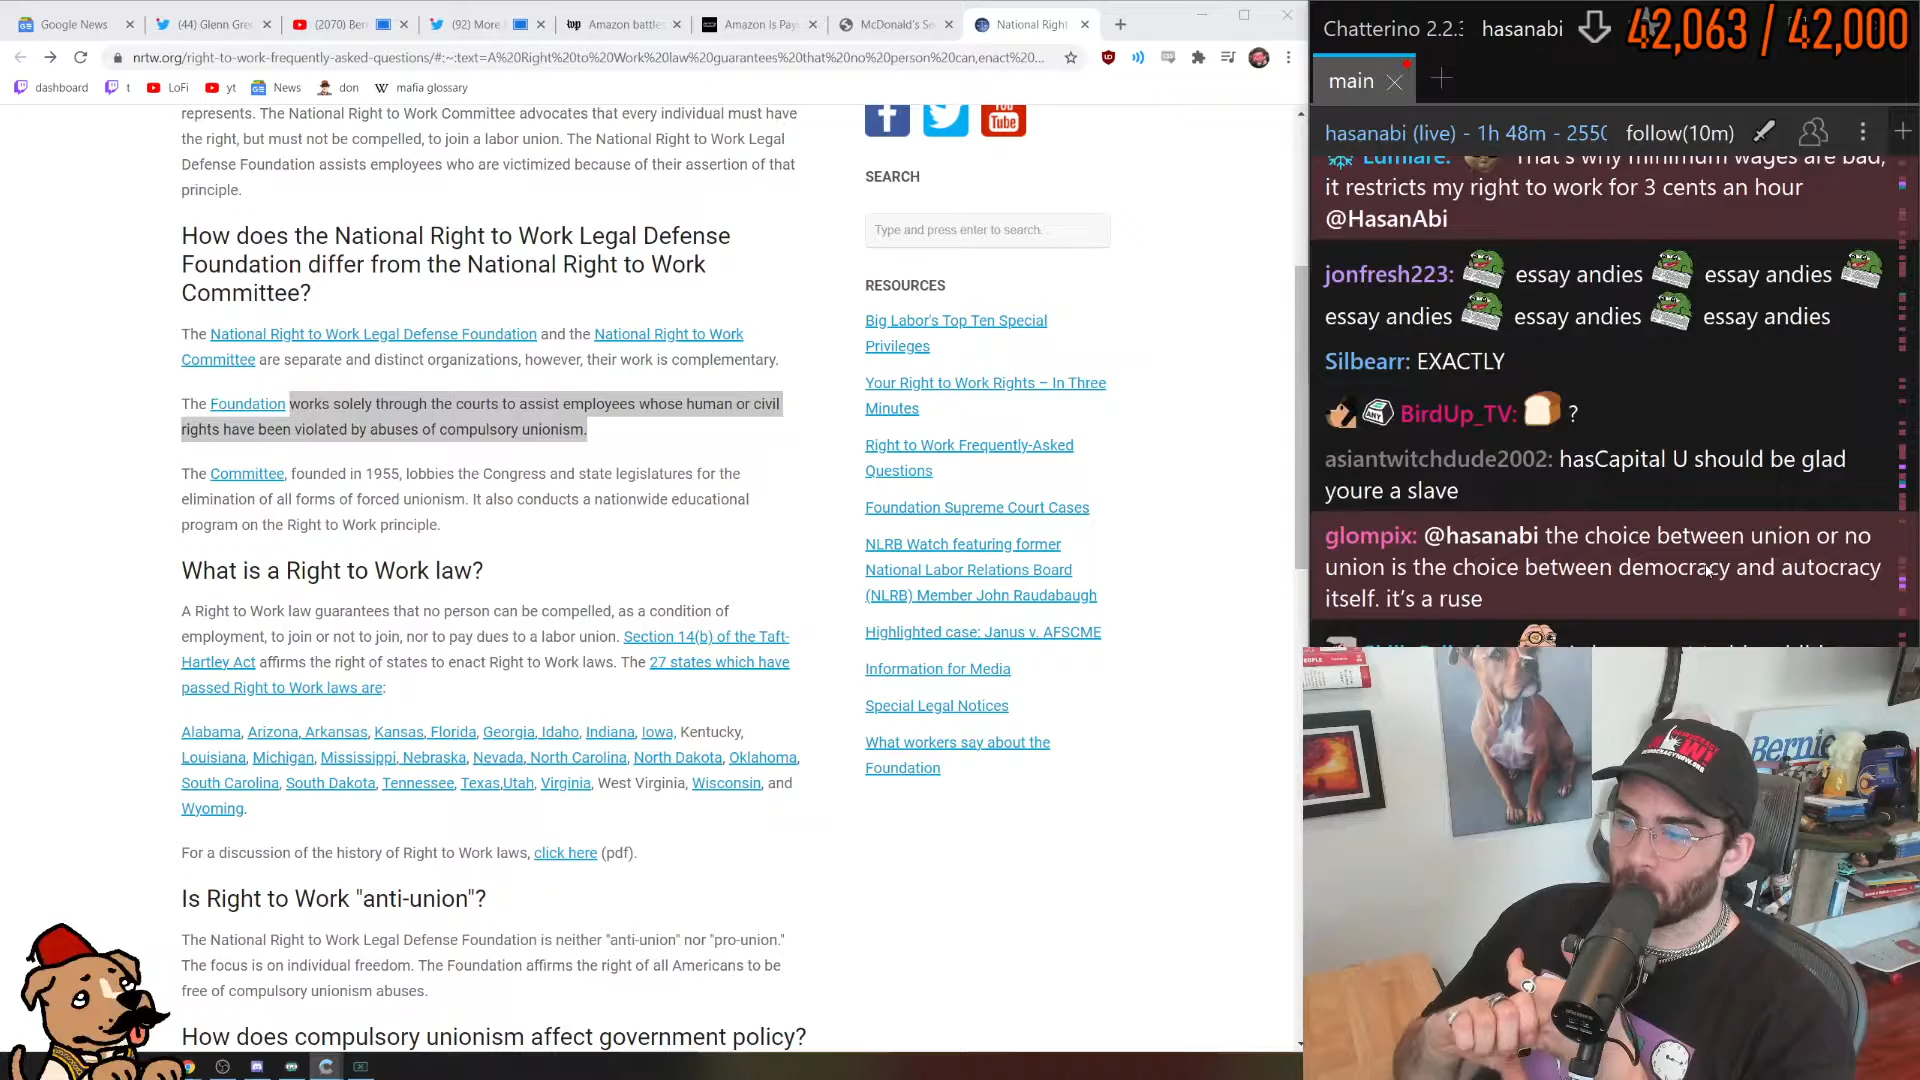 Google News
(44) Glenn Gre
(2070) Ber
(92) More
Amazon battle
Amazon Is Pay
McDonald's Se
National Right
nrtw.org/right-to-work-frequently-asked-questions/#:~:text=A%20Right%20to%20Work%20law%20guarantees%20that%20no%20person%20can,enact%20...
dashboard
t
LoFi
yt
News
don
mafia glossary
represents. The National Right to Work Committee advocates that every individual must have
the right, but must not be compelled, to join a labor union. The National Right to Work Legal
Defense Foundation assists employees who are victimized because of their assertion of that
principle.
How does the National Right to Work Legal Defense
Foundation differ from the National Right to Work
Committee?
The National Right to Work Legal Defense Foundation and the National Right to Work
Committee are separate and distinct organizations, however, their work is complementary.
The Foundation works solely through the courts to assist employees whose human or civil
rights have been violated by abuses of compulsory unionism.
The Committee, founded in 1955, lobbies the Congress and state legislatures for the
elimination of all forms of forced unionism. It also conducts a nationwide educational
program on the Right to Work principle.
What is a Right to Work law?
A Right to Work law guarantees that no person can be compelled, as a condition of
employment, to join or not to join, nor to pay dues to a labor union. Section 14(b) of the Taft-
Hartley Act affirms the right of states to enact Right to Work laws. The 27 states which have
passed Right to Work laws are:
Alabama, Arizona, Arkansas, Kansas, Florida, Georgia, Idaho, Indiana, Iowa, Kentucky,
Louisiana, Michigan, Mississippi, Nebraska, Nevada, North Carolina, North Dakota, Oklahoma,
South Carolina, South Dakota, Tennessee, Texas,Utah, Virginia, West Virginia, Wisconsin, and
Wyoming.
For a discussion of the history of Right to Work laws, click here (pdf).
Is Right to Work "anti-union"?
The National Right to Work Legal Defense Foundation is neither "anti-union" nor "pro-union."
The focus is on individual freedom. The Foundation affirms the right of all Americans to be
free of compulsory unionism abuses.
How does compulsory unionism affect government policy?
You
Tube
SEARCH
Type and press enter to search.
RESOURCES
Big Labor's Top Ten Special
Privileges
Your Right to Work Rights – In Three
Minutes
Right to Work Frequently-Asked
Questions
Foundation Supreme Court Cases
NLRB Watch featuring former
National Labor Relations Board
(NLRB) Member John Raudabaugh
Highlighted case: Janus v. AFSCME
Information for Media
Special Legal Notices
What workers say about the
Foundation
Chatterino 2.2.
hasanabi
42,063 / 42,000
main
hasanabi (live) - 1h 48m - 255
follow(10m)
Lumiare: That's why minimum wages are bad,
it restricts my right to work for 3 cents an hour
@HasanAbi
jonfresh223: essay andies essay andies
essay andies essay andies essay andies
Silbearr: EXACTLY
BirdUp_TV: ?
asiantwitchdude2002: hasCapital U should be glad
youre a slave
glompix: @hasanabi the choice between union or no
union is the choice between democracy and autocracy
itself. it's a ruse
PEOPLE
DEMOCRACY
NOW!
DEMOCRACYNOW.ORG
Bernie